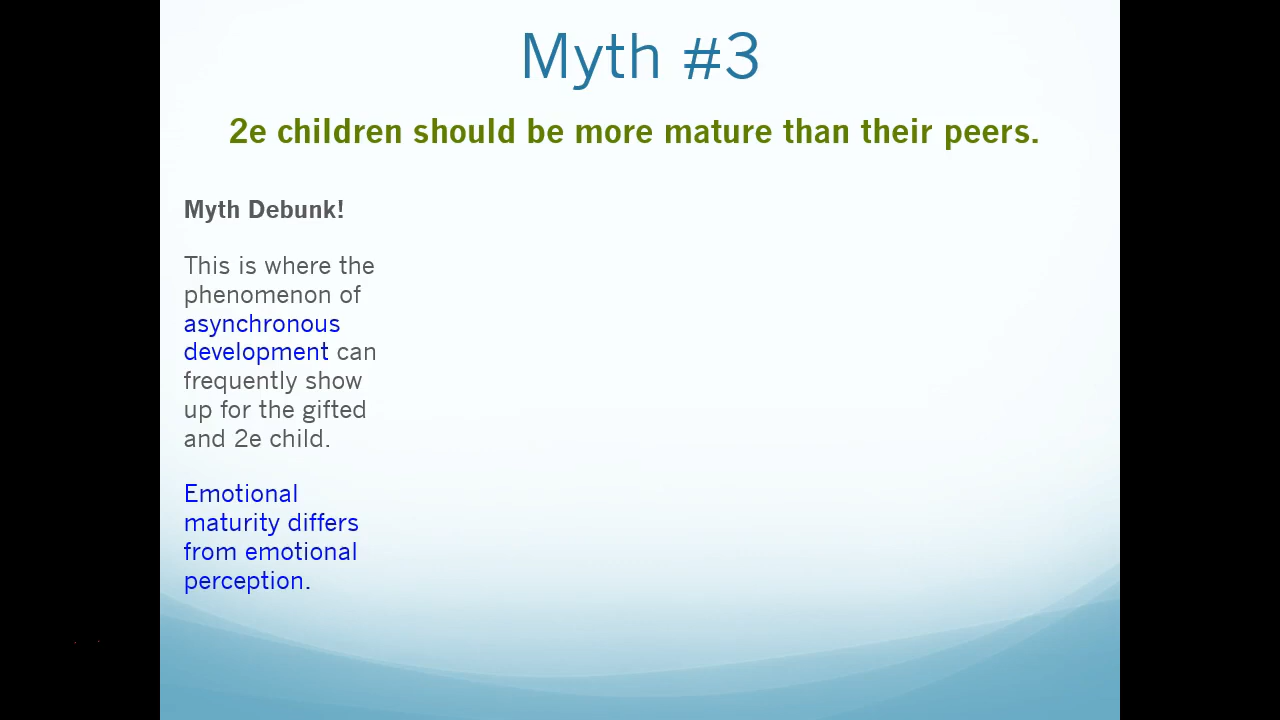 Myth #3
2e children should be more mature than their peers.
Myth Debunk!
This is where the
phenomenon of
asynchronous
development can
frequently show
up for the gifted
and 2e child.
Emotional
maturity differs
from emotional
perception.